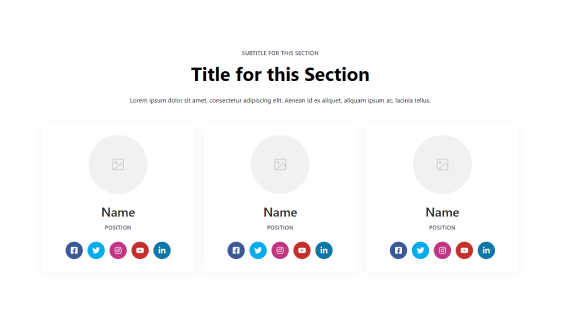 SUBTITLE FOR THIS SECTION
Title for this Section
Lorem ipsum dolor sit amet, consectetur adipiscing elit. Aenean id ex aliquet, aliquam ipsum ac, lacinia tellus.
Name
POSITION
Name
POSITION
Name
POSITION